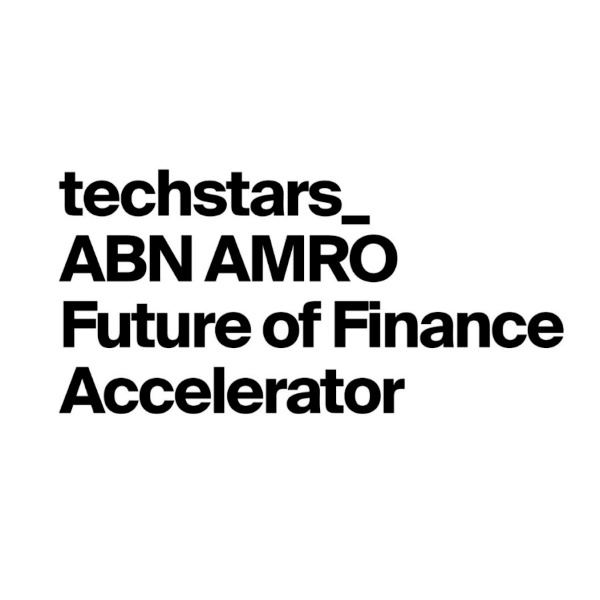 techstars_
ABN AMRO
Future of Finance
Accelerator